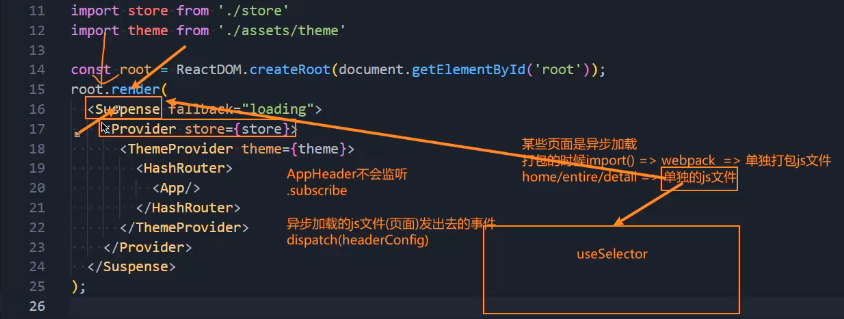 11 import store from './store'
12 import theme from './assets/theme'
13
14 const root = ReactDOM.createRoot(document.getElementById('root'));
15 root.render(
16 <Suspense fallback="loading">
17 <Provider store={store}>
18 <ThemeProvider theme={theme}>
19 <HashRouter>
20 <App/>
21 </HashRouter>
22 </ThemeProvider>
23 </Provider>
24 </Suspense>
25 );
26
某些页面是异步加载
打包的时候import() => webpack => 单独打包js文件
home/entire/detail => 单独的js文件
AppHeader不会监听
.subscribe
异步加载的js文件(页面)发出去的事件
dispatch(headerConfig)
useSelector